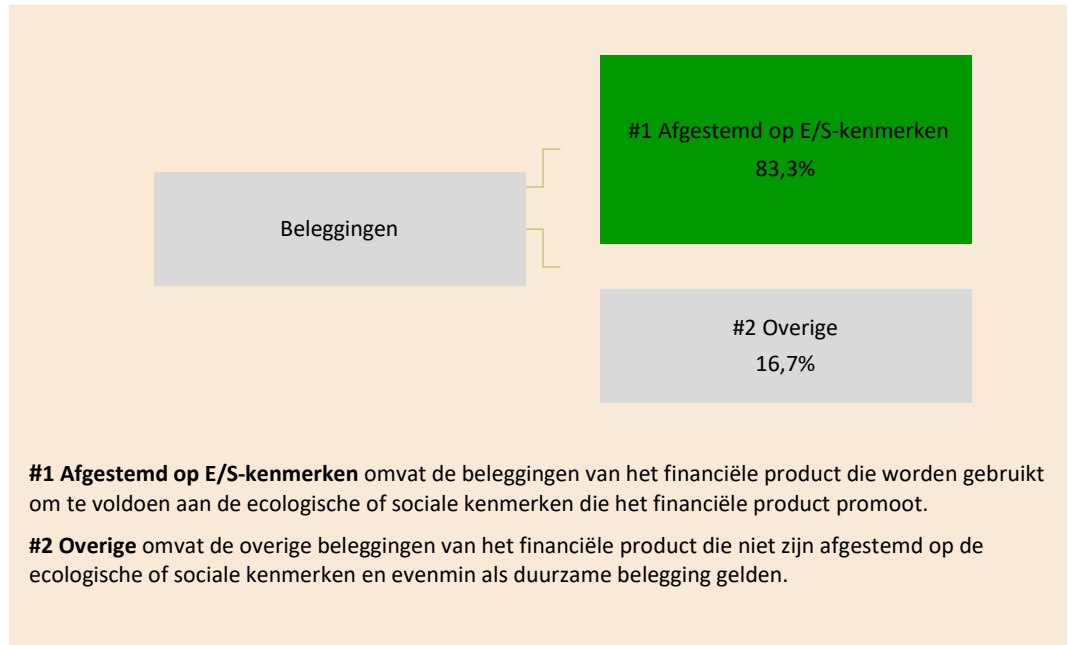 #1 Afgestemd op E/S-kenmerken
83,3%
Beleggingen
#2 Overige
16,7%
#1 Afgestemd op E/S-kenmerken omvat de beleggingen van het financiële product die worden gebruikt
om te voldoen aan de ecologische of sociale kenmerken die het financiële product promoot.
#2 Overige omvat de overige beleggingen van het financiële product die niet zijn afgestemd op de
ecologische of sociale kenmerken en evenmin als duurzame belegging gelden.